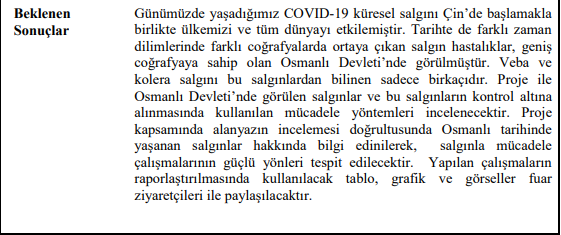 Beklenen
Sonuçlar
Günümüzde yaşadığımız COVID-19 küresel salgını Çin’de başlamakla
birlikte ülkemizi ve tüm dünyayı etkilemiştir. Tarihte de farklı zaman
dilimlerinde farklı coğrafyalarda ortaya çıkan salgın hastalıklar, geniş
coğrafyaya sahip olan Osmanlı Devleti’nde görülmüştür. Veba ve
kolera salgını bu salgınlardan bilinen sadece birkaçıdır. Proje ile
Osmanlı Devleti’nde görülen salgınlar ve bu salgınların kontrol altına
alınmasında kullanılan mücadele yöntemleri incelenecektir. Proje
kapsamında alanyazın incelemesi doğrultusunda Osmanlı tarihinde
yaşanan salgınlar hakkında bilgi edinilerek, salgınla mücadele
çalışmalarının güçlü yönleri tespit edilecektir. Yapılan çalışmaların
raporlaştırılmasında kullanılacak tablo, grafik ve görseller fuar
ziyaretçileri ile paylaşılacaktır.